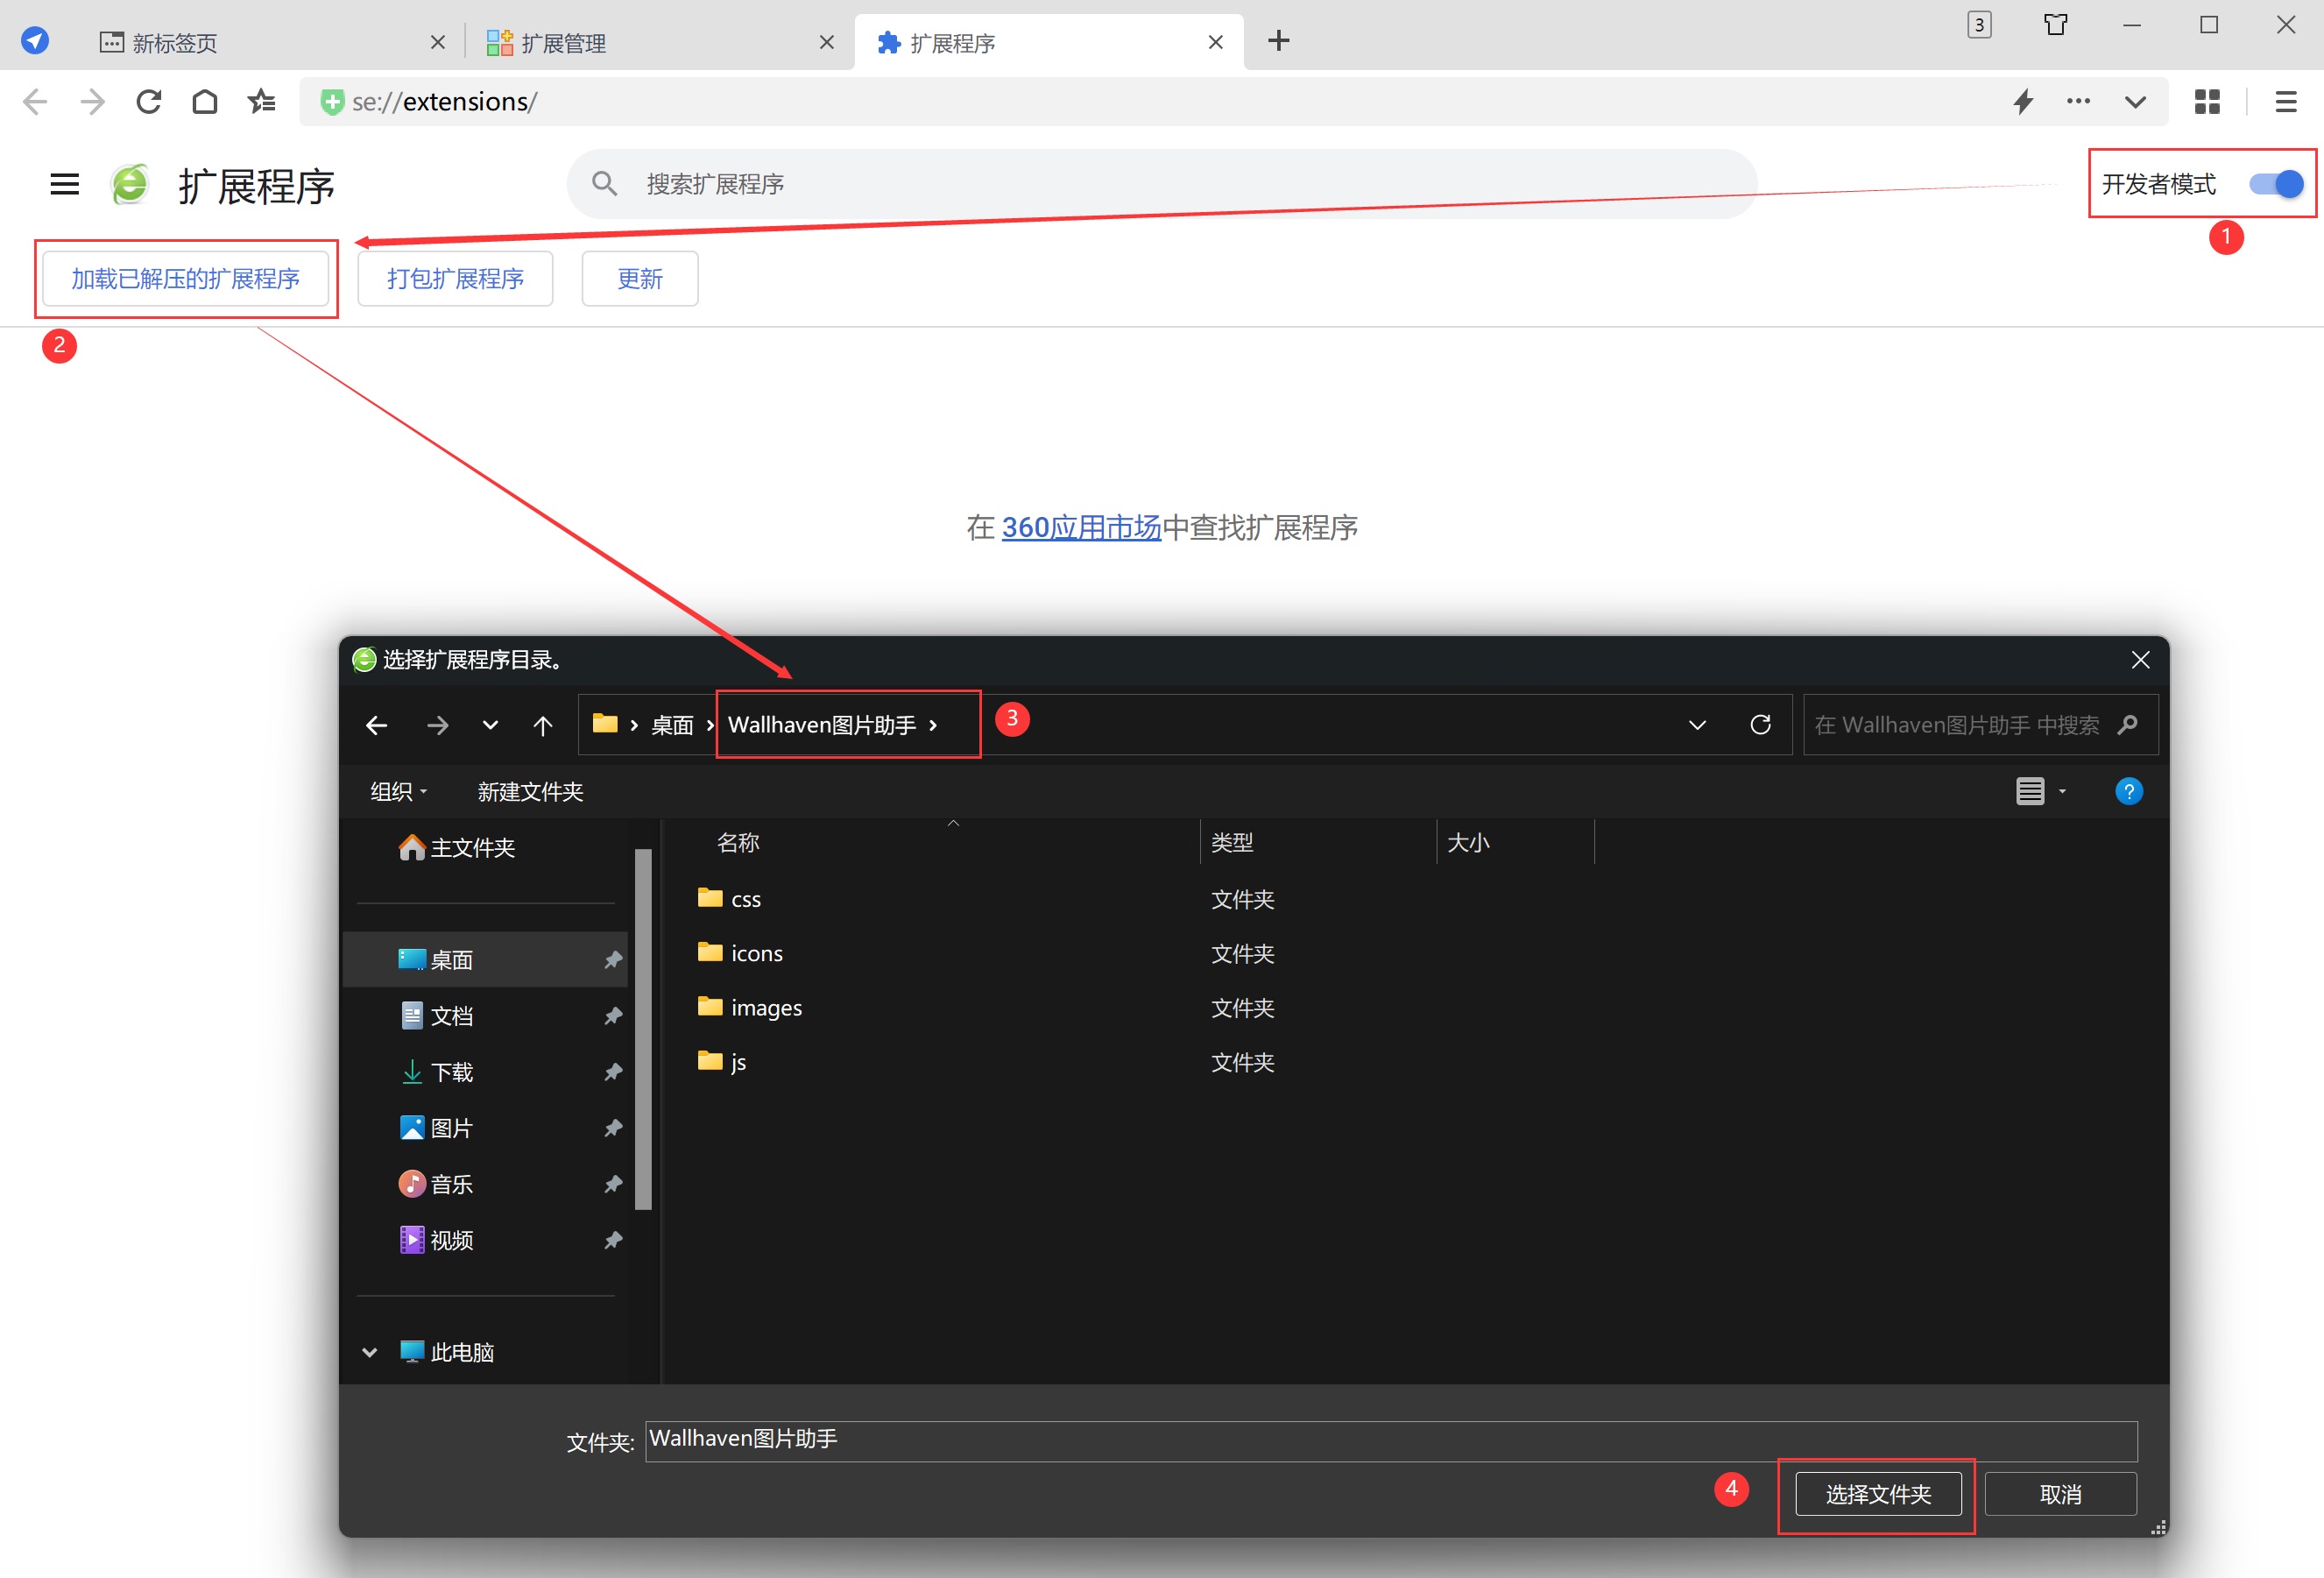 新标签页
扩展管理
扩展程序
3
se://extensions/
扩展程序
搜索扩展程序
开发者模式
1
加载已解压的扩展程序
打包扩展程序
更新
2
在 360应用市场中查找扩展程序
选择扩展程序目录。
桌面
Wallhaven图片助手
3
在 Wallhaven图片助手 中搜索
组织
新建文件夹
?
主文件夹
名称
类型
大小
css
文件夹
icons
文件夹
桌面
images
文件夹
文档
js
文件夹
下载
图片
音乐
视频
此电脑
文件夹:
Wallhaven图片助手
4
选择文件夹
取消